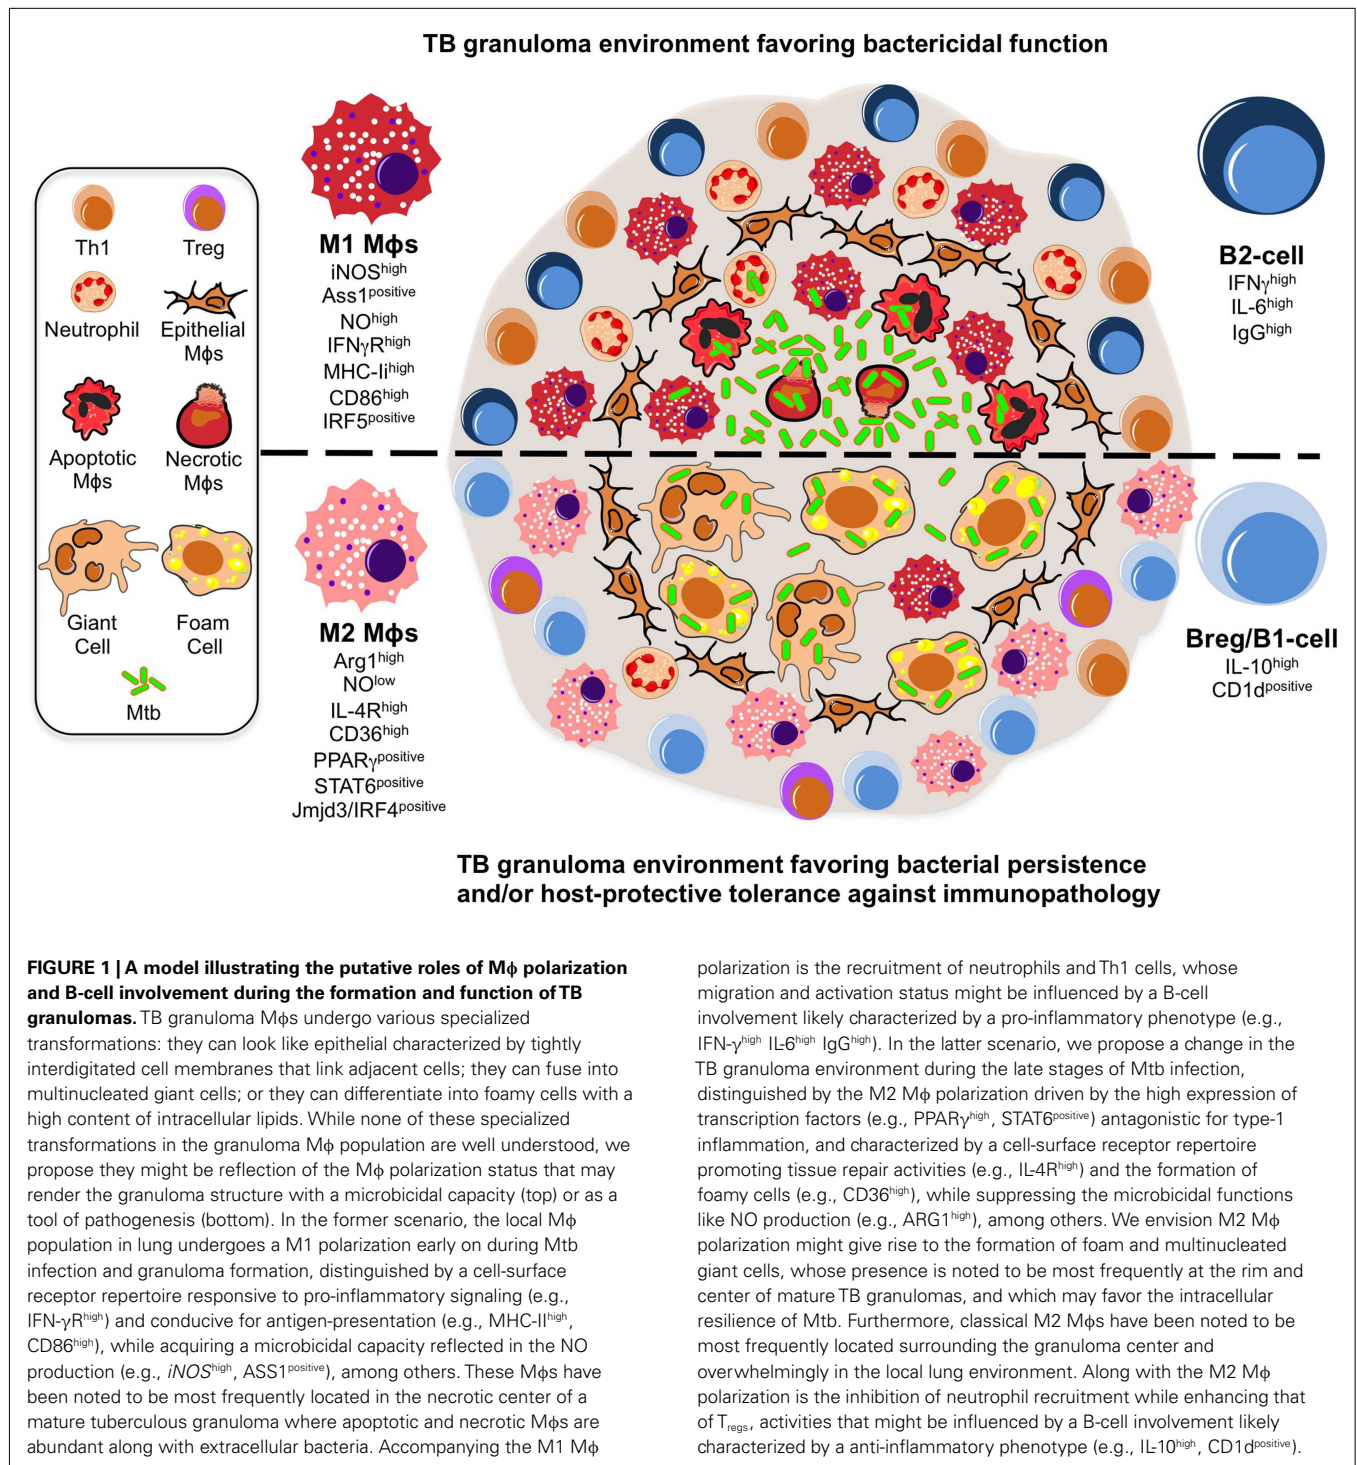 TB granuloma environment favoring bactericidal function
Th1
Treg
Neutrophil
Epithelial
Mϕs
Apoptotic
Mϕs
Necrotic
Mϕs
Giant
Cell
Foam
Cell
Mtb
M1 Mϕs
iNOShigh
Ass1positive
NOhigh
IFNγRhigh
MHC-Iihigh
CD86high
IRF5positive
M2 Mϕs
Arg1high
NOlow
IL-4Rhigh
CD36high
PPARγpositive
STAT6positive
Jmjd3/IRF4positive
B2-cell
IFNγhigh
IL-6high
IgGhigh
Breg/B1-cell
IL-10high
CD1dpositive
TB granuloma environment favoring bacterial persistence
and/or host-protective tolerance against immunopathology
FIGURE 1 | A model illustrating the putative roles of Mϕ polarization
and B-cell involvement during the formation and function of TB
granulomas. TB granuloma Mϕs undergo various specialized
transformations: they can look like epithelial characterized by tightly
interdigitated cell membranes that link adjacent cells; they can fuse into
multinucleated giant cells; or they can differentiate into foamy cells with a
high content of intracellular lipids. While none of these specialized
transformations in the granuloma Mϕ population are well understood, we
propose they might be reflection of the Mϕ polarization status that may
render the granuloma structure with a microbicidal capacity (top) or as a
tool of pathogenesis (bottom). In the former scenario, the local Mϕ
population in lung undergoes a M1 polarization early on during Mtb
infection and granuloma formation, distinguished by a cell-surface
receptor repertoire responsive to pro-inflammatory signaling (e.g.,
IFN-γRhigh) and conducive for antigen-presentation (e.g., MHC-IIhigh,
CD86high), while acquiring a microbicidal capacity reflected in the NO
production (e.g., iNOShigh, ASS1positive), among others. These Mϕs have
been noted to be most frequently located in the necrotic center of a
mature tuberculous granuloma where apoptotic and necrotic Mϕs are
abundant along with extracellular bacteria. Accompanying the M1 Mϕ
polarization is the recruitment of neutrophils and Th1 cells, whose
migration and activation status might be influenced by a B-cell
involvement likely characterized by a pro-inflammatory phenotype (e.g.,
IFN-γhigh IL-6high IgGhigh). In the latter scenario, we propose a change in the
TB granuloma environment during the late stages of Mtb infection,
distinguished by the M2 Mϕ polarization driven by the high expression of
transcription factors (e.g., PPARγhigh, STAT6positive) antagonistic for type-1
inflammation, and characterized by a cell-surface receptor repertoire
promoting tissue repair activities (e.g., IL-4Rhigh) and the formation of
foamy cells (e.g., CD36high), while suppressing the microbicidal functions
like NO production (e.g., ARG1high), among others. We envision M2 Mϕ
polarization might give rise to the formation of foam and multinucleated
giant cells, whose presence is noted to be most frequently at the rim and
center of mature TB granulomas, and which may favor the intracellular
resilience of Mtb. Furthermore, classical M2 Mϕs have been noted to be
most frequently located surrounding the granuloma center and
overwhelmingly in the local lung environment. Along with the M2 Mϕ
polarization is the inhibition of neutrophil recruitment while enhancing that
of Tregs, activities that might be influenced by a B-cell involvement likely
characterized by a anti-inflammatory phenotype (e.g., IL-10high, CD1dpositive).